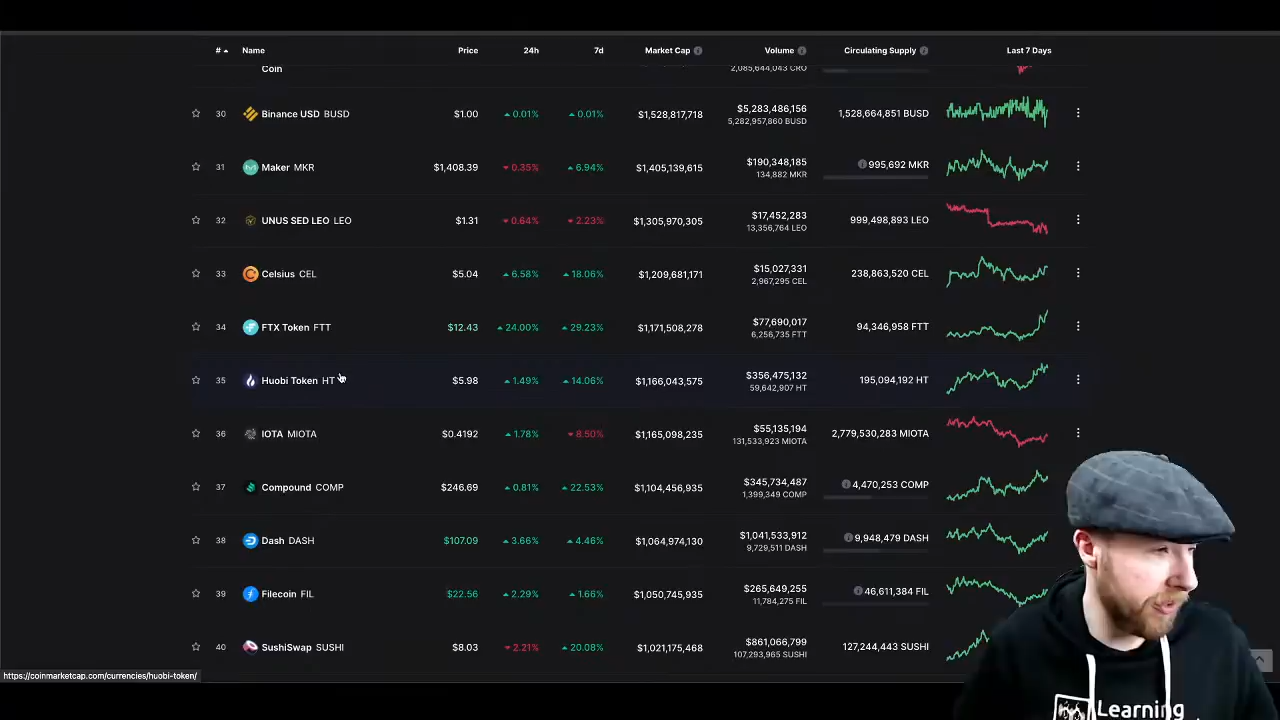 # Name Price 24h 7d Market Cap Volume Circulating Supply Last 7 Days
Coin 2,085,644,043 CRO
30 Binance USD BUSD $1.00 0.01% 0.01% $1,528,817,718 $5,283,486,156 1,528,664,851 BUSD
5,282,957,860 BUSD
31 Maker MKR $1,408.39 0.35% 6.94% $1,405,139,615 $190,348,185 995,692 MKR
134,882 MKR
32 UNUS SED LEO LEO $1.31 0.64% 2.23% $1,305,970,305 $17,452,283 999,498,893 LEO
13,356,764 LEO
33 Celsius CEL $5.04 6.58% 18.06% $1,209,681,171 $15,027,331 238,863,520 CEL
2,967,295 CEL
34 FTX Token FTT $12.43 24.00% 29.23% $1,171,508,278 $77,690,017 94,346,958 FTT
6,256,735 FTT
35 Huobi Token HT $5.98 1.49% 14.06% $1,166,043,575 $356,475,132 195,094,192 HT
59,642,907 HT
36 IOTA MIOTA $0.4192 1.78% 8.50% $1,165,098,235 $55,135,194 2,779,530,283 MIOTA
131,533,923 MIOTA
37 Compound COMP $246.69 0.81% 22.53% $1,104,456,935 $345,734,487 4,470,253 COMP
1,399,349 COMP
38 Dash DASH $107.09 3.66% 4.46% $1,064,974,130 $1,041,533,912 9,948,479 DASH
9,729,511 DASH
39 Filecoin FIL $22.56 2.29% 1.66% $1,050,745,935 $265,649,255 46,611,384 FIL
11,784,275 FIL
40 SushiSwap SUSHI $8.03 2.21% 20.08% $1,021,175,468 $861,066,799 127,244,443 SUSHI
107,293,965 SUSHI
https://coinmarketcap.com/currencies/huobi-token/
Learning